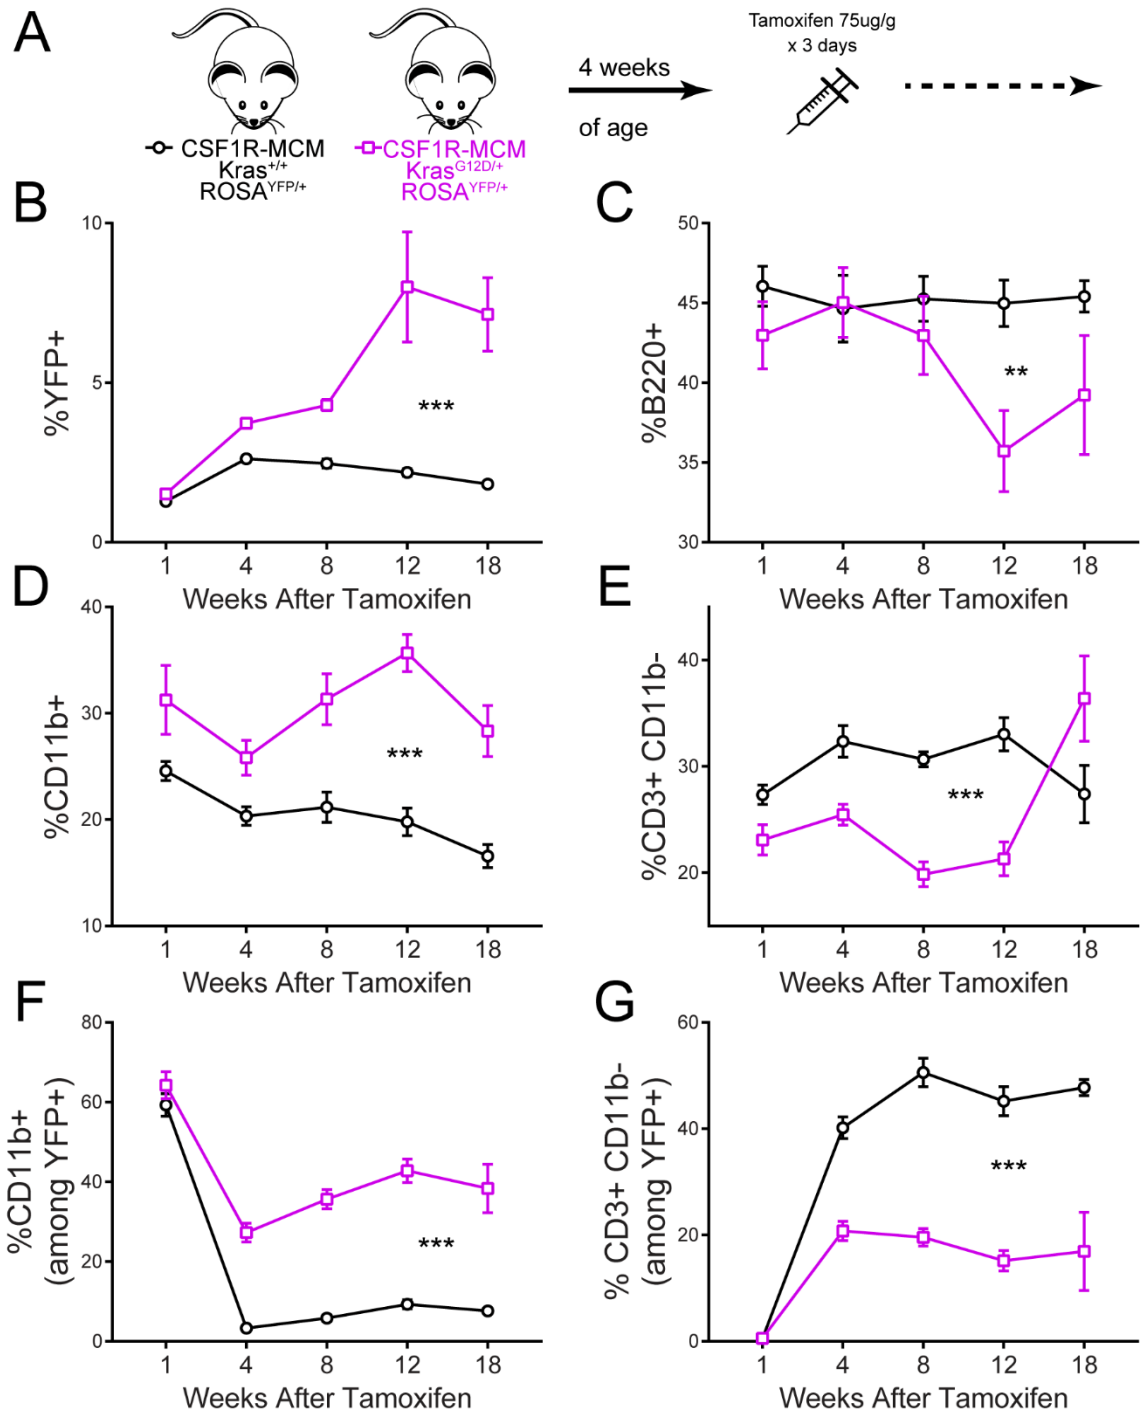 A
Tamoxifen 75ug/g
x 3 days
4 weeks
of age
CSF1R-MCM
Kras+/+
ROSAYFP/+
CSF1R-MCM
KrasG12D/+
ROSAYFP/+
B
%YFP+
10
5
0
1 4 8 12 18
Weeks After Tamoxifen
***
C
%B220+
50
45
40
35
30
1 4 8 12 18
Weeks After Tamoxifen
**
D
%CD11b+
40
30
20
10
1 4 8 12 18
Weeks After Tamoxifen
***
E
%CD3+ CD11b-
40
30
20
1 4 8 12 18
Weeks After Tamoxifen
***
F
%CD11b+
(among YFP+)
80
60
40
20
0
1 4 8 12 18
Weeks After Tamoxifen
***
G
% CD3+ CD11b-
(among YFP+)
60
40
20
0
1 4 8 12 18
Weeks After Tamoxifen
***